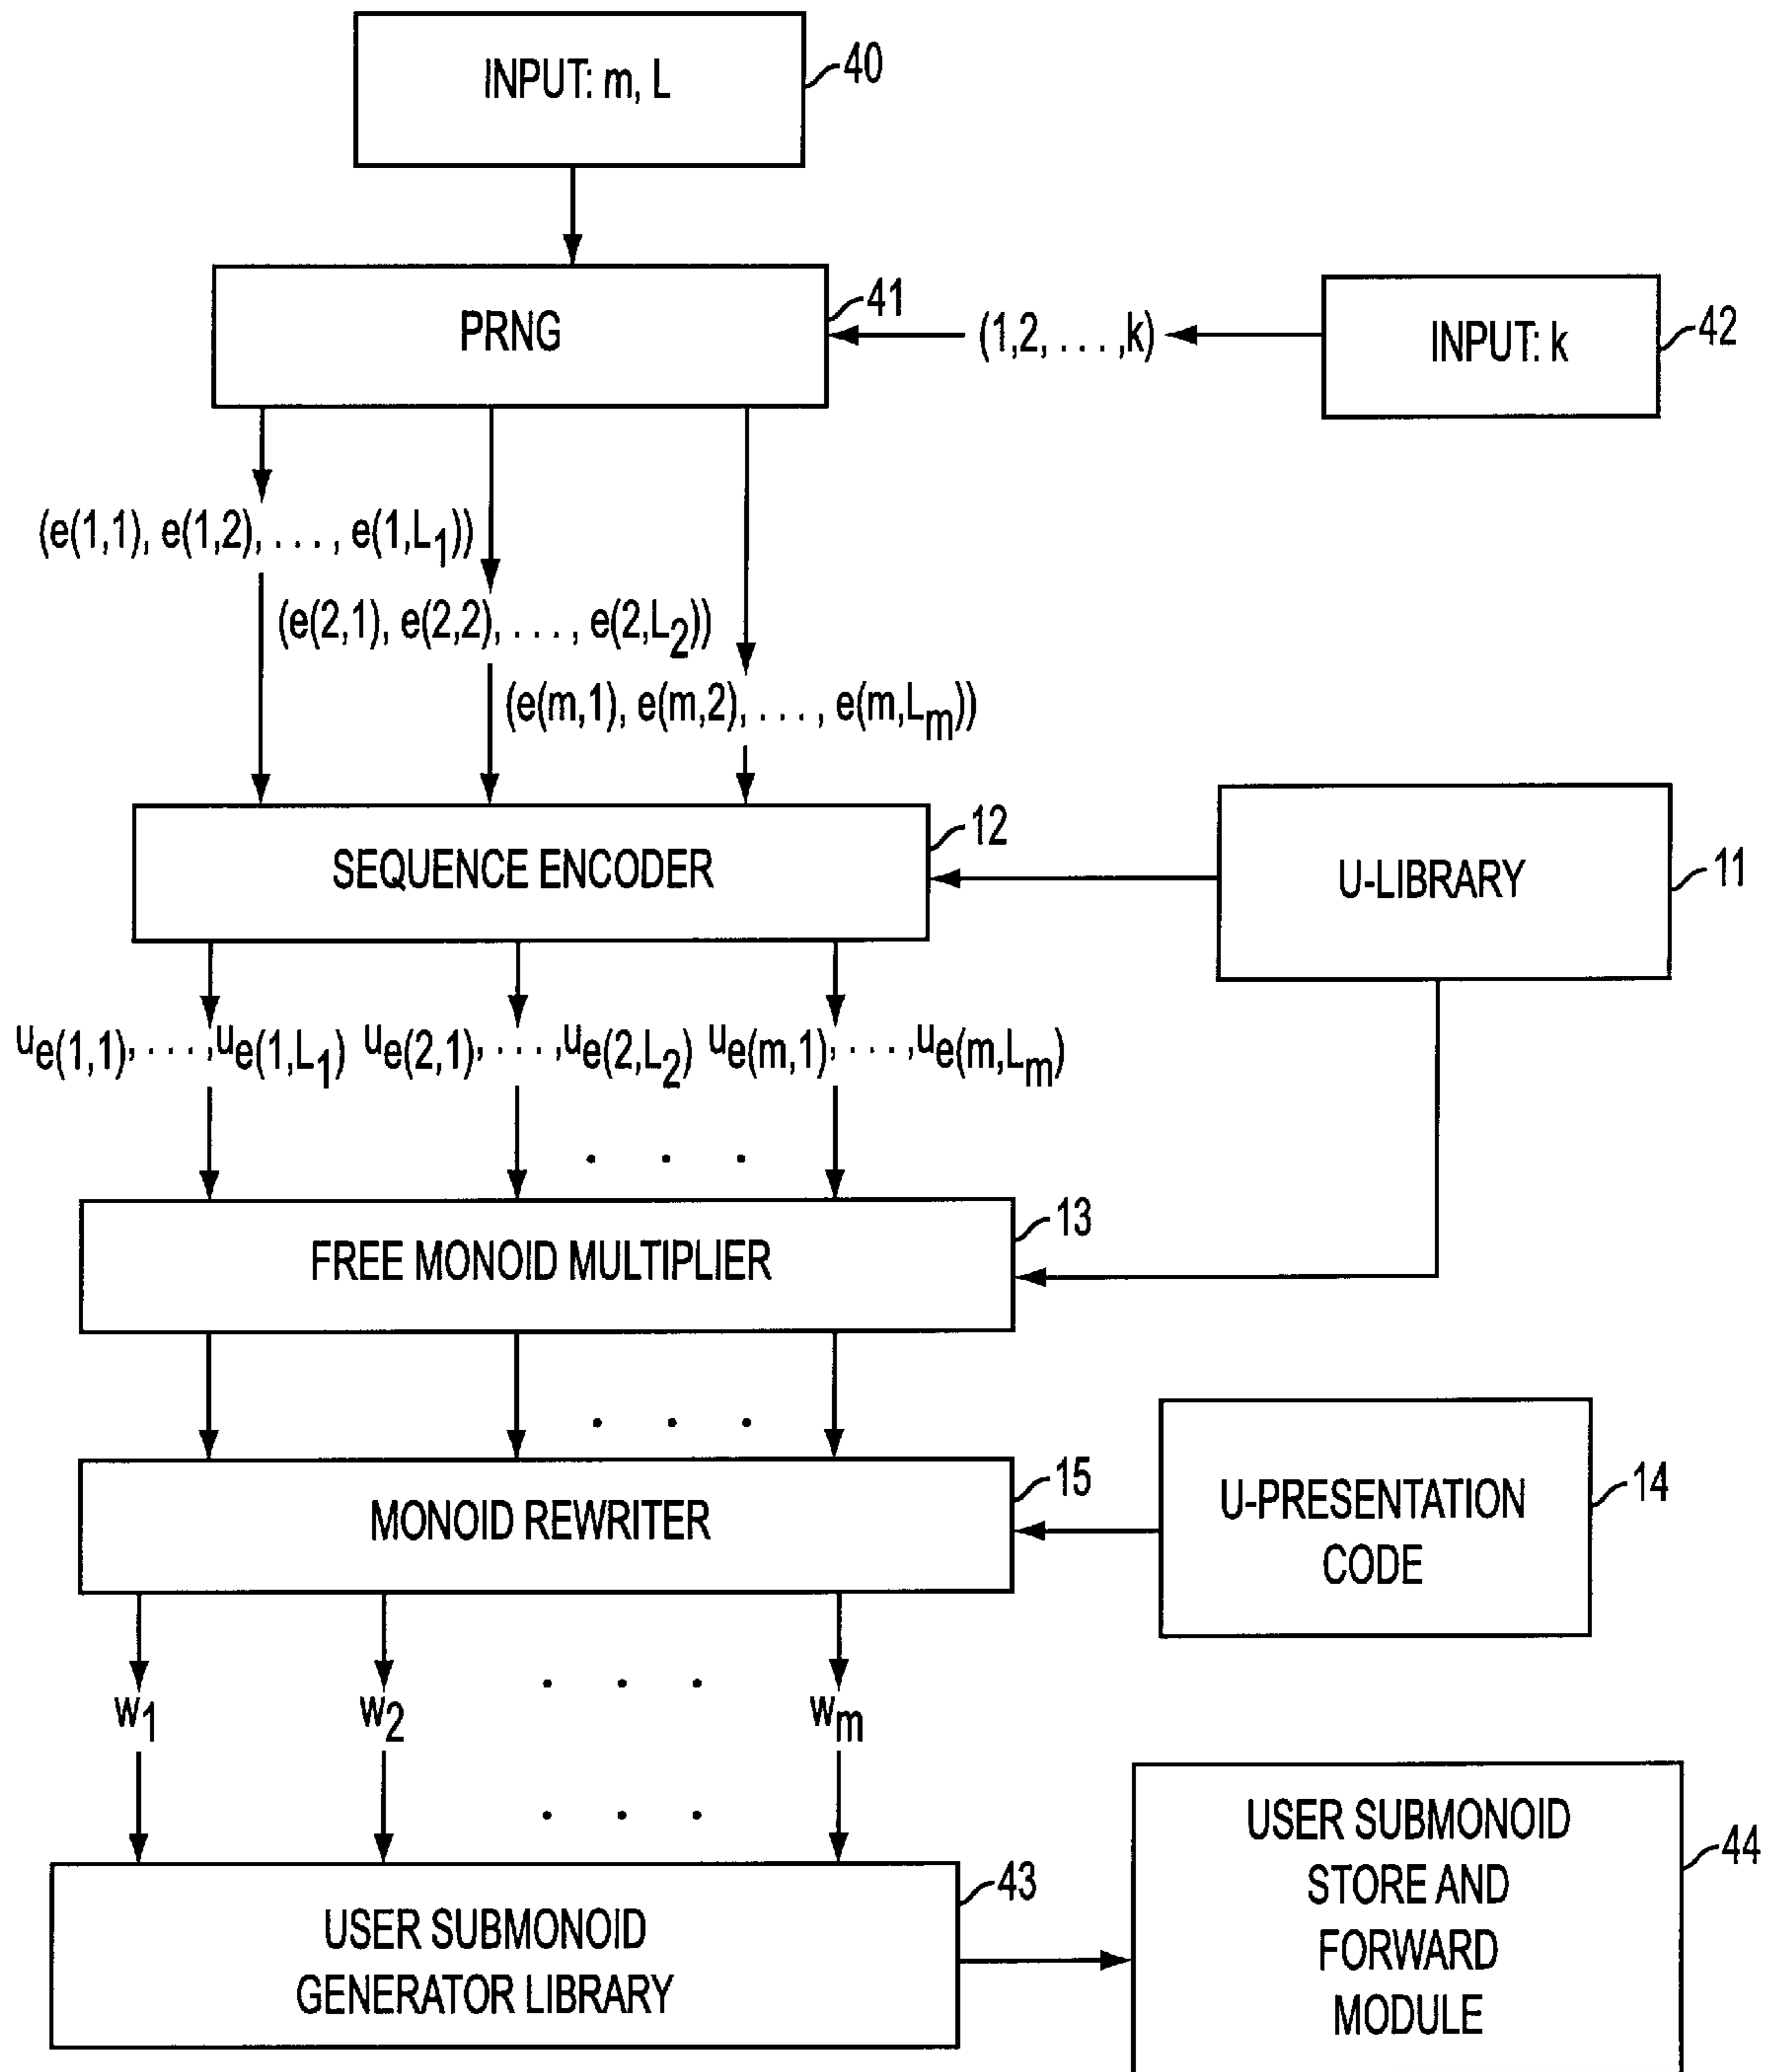 INPUT: m, L
40
PRNG
41
(1,2, . . . ,k)
INPUT: k
42
(e(1,1), e(1,2), . . . , e(1,L1))
(e(2,1), e(2,2), . . . , e(2,L2))
(e(m,1), e(m,2), . . . , e(m,Lm))
SEQUENCE ENCODER
12
U-LIBRARY
11
ue(1,1), . . . ,ue(1,L1) ue(2,1), . . . ,ue(2,L2) ue(m,1), . . . ,ue(m,Lm)
. . .
FREE MONOID MULTIPLIER
13
. . .
MONOID REWRITER
15
U-PRESENTATION
CODE
14
. . .
w1 w2 wm
. . .
USER SUBMONOID
GENERATOR LIBRARY
43
USER SUBMONOID
STORE AND
FORWARD
MODULE
44